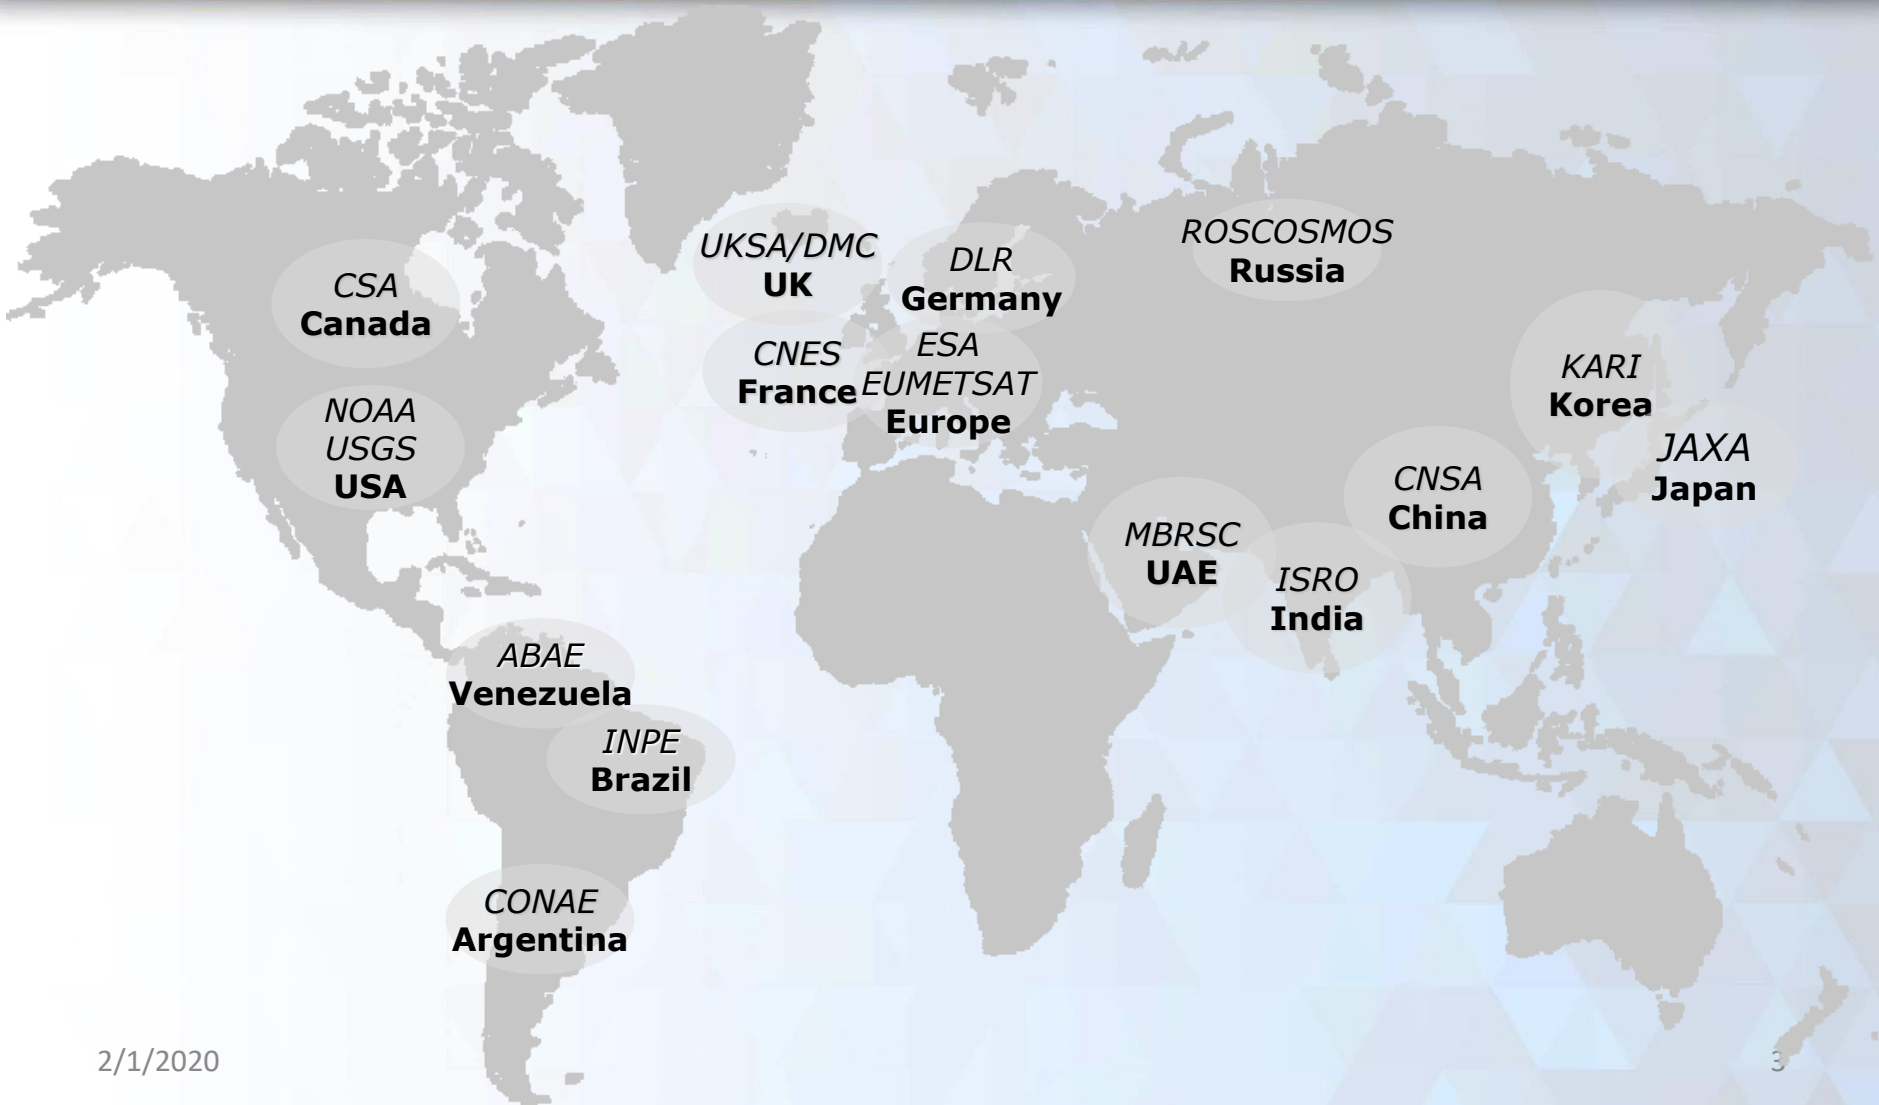 CSA
Canada
NOAA
USGS
USA
UKSA/DMC
UK
DLR
Germany
CNES
France
ESA
EUMETSAT
Europe
ROSCOSMOS
Russia
KARI
Korea
JAXA
Japan
CNSA
China
MBRSC
UAE
ISRO
India
ABAE
Venezuela
INPE
Brazil
CONAE
Argentina
2/1/2020
3